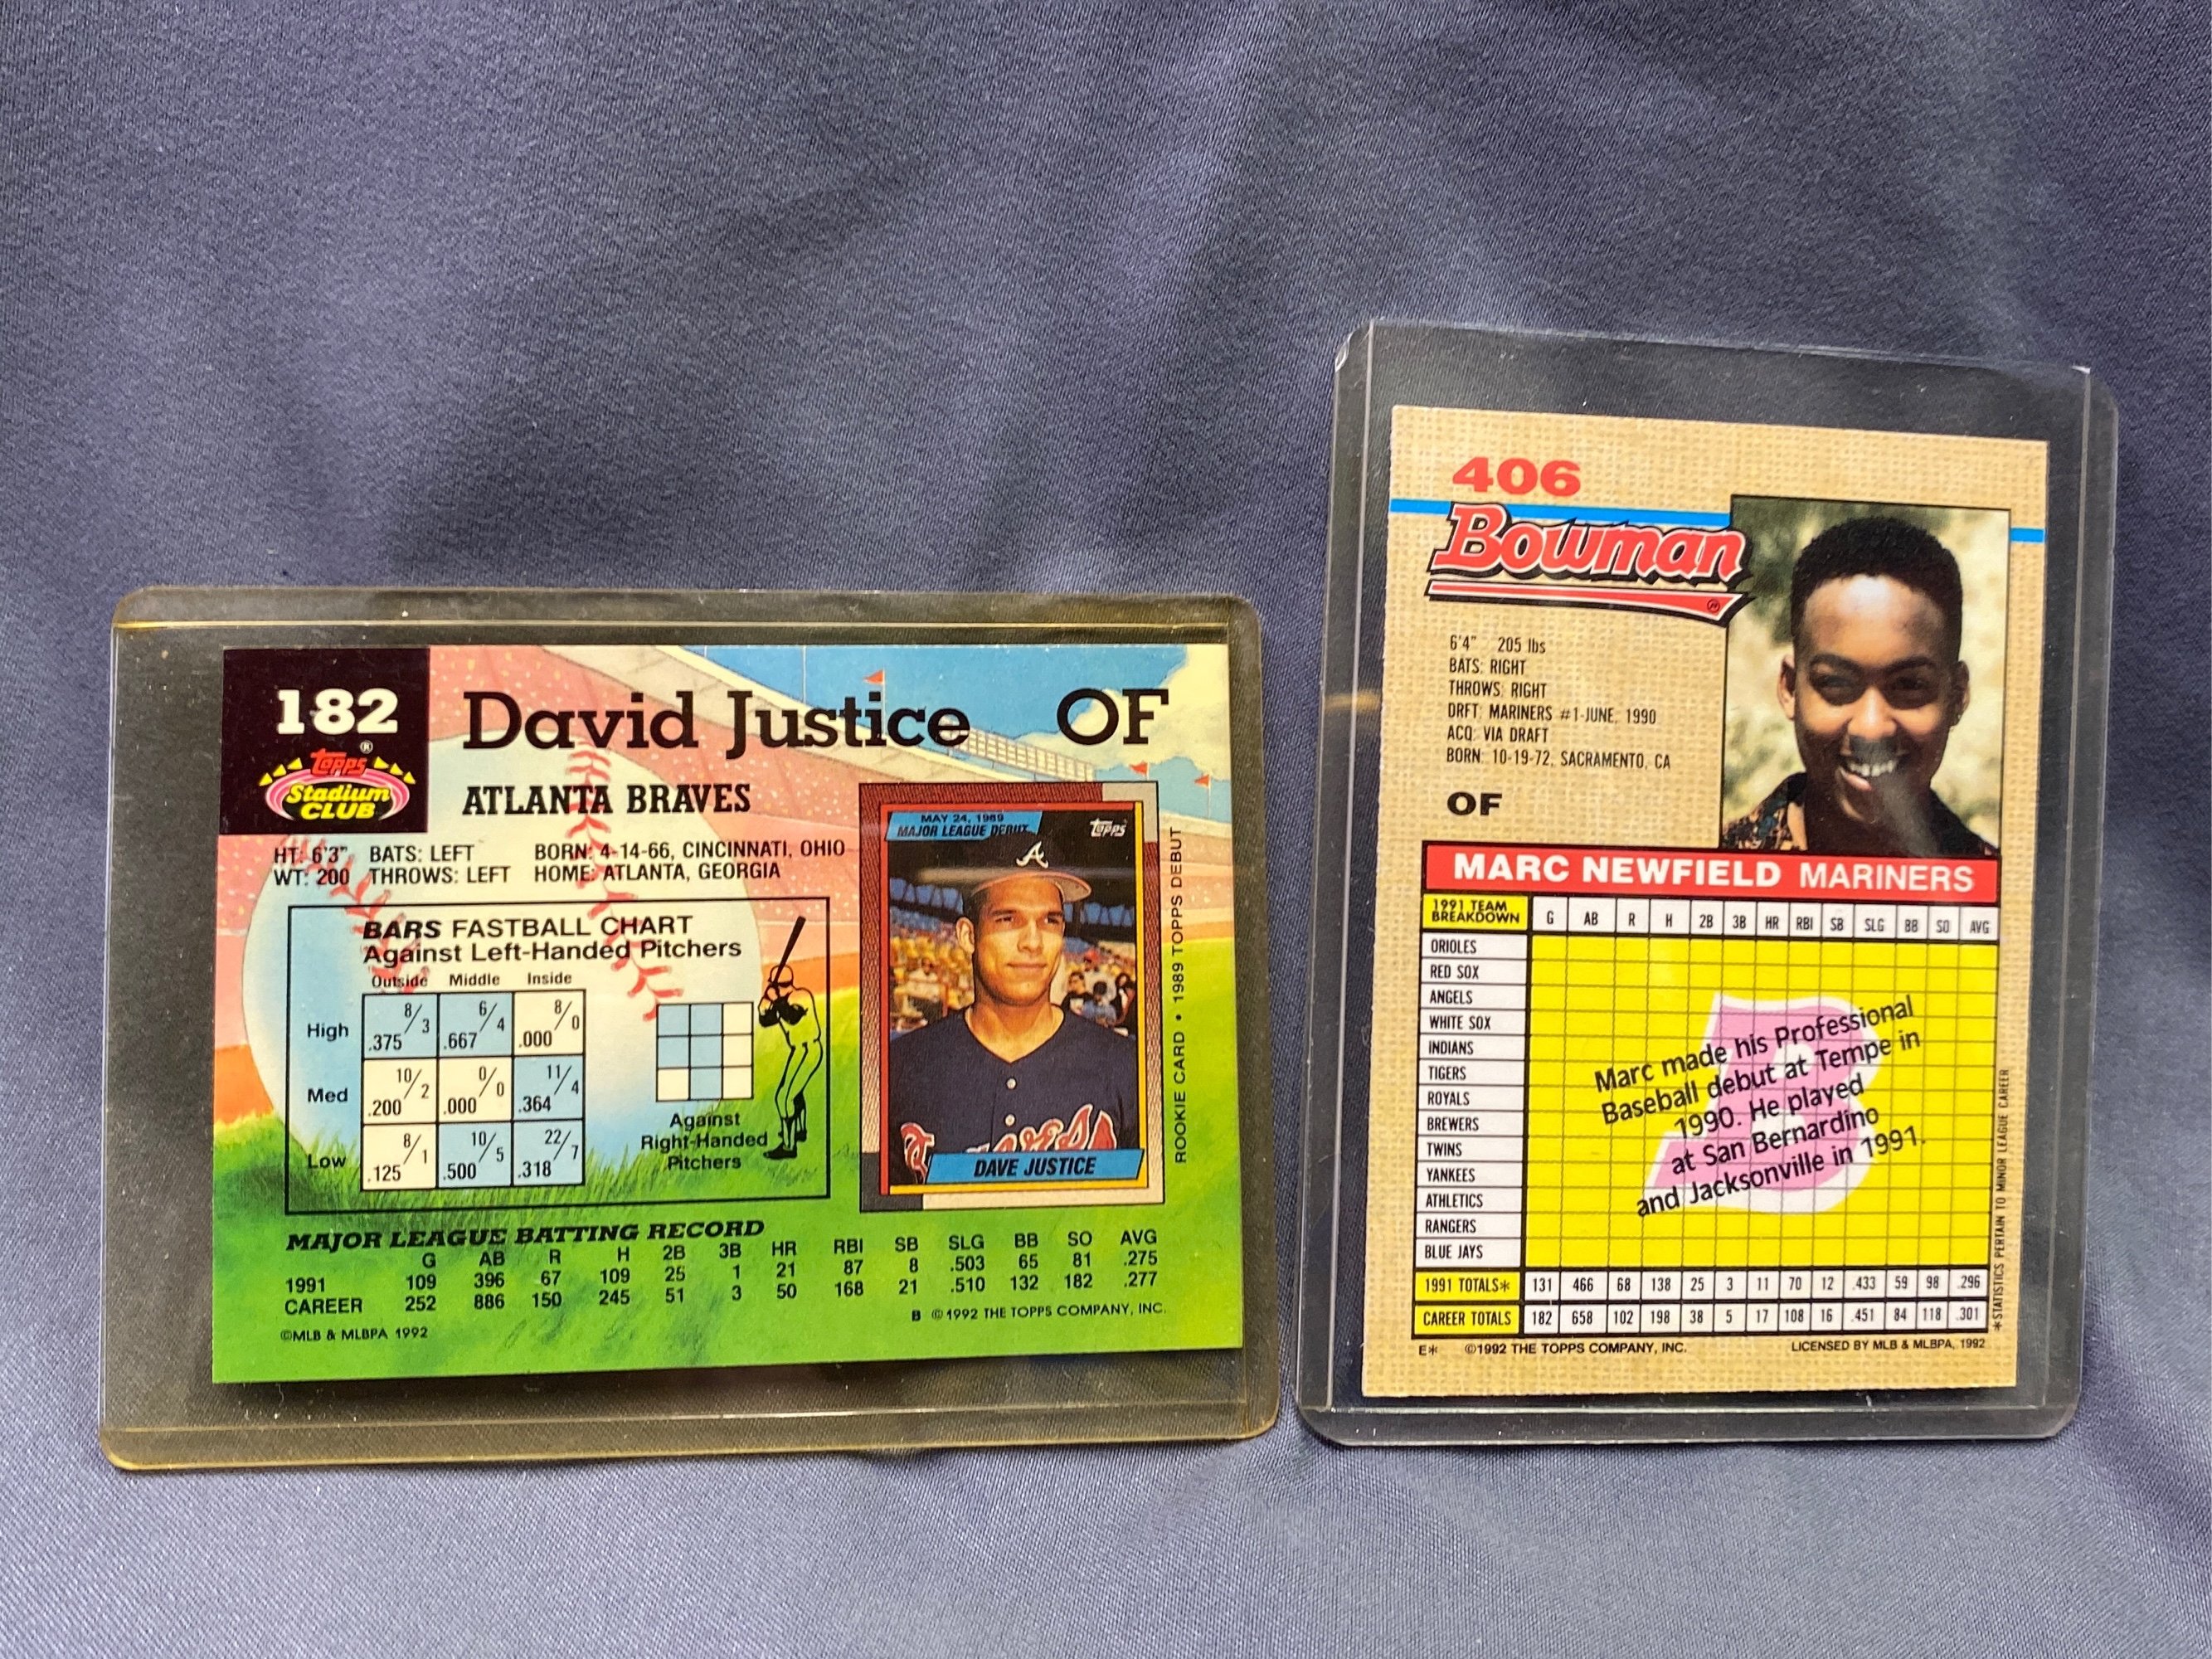 182
Topps®
Stadium
CLUB
David Justice OF
ATLANTA BRAVES
HT: 6'3" BATS: LEFT BORN: 4-14-66, CINCINNATI, OHIO
WT: 200 THROWS: LEFT HOME: ATLANTA, GEORGIA
BARS FASTBALL CHART
Against Left-Handed Pitchers
Outside Middle Inside
High 8/3 .375 6/4 .667 8/0 .000
Med 10/2 .200 0/0 .000 11/4 .364
Low 8/1 .125 10/5 .500 22/7 .318
Against
Right-Handed
Pitchers
MAY 24, 1989
MAJOR LEAGUE DEBUT
Topps
A
Braves
DAVE JUSTICE
ROOKIE CARD • 1989 TOPPS DEBUT
MAJOR LEAGUE BATTING RECORD
G AB R H 2B 3B HR RBI SB SLG BB SO AVG
1991 109 396 67 109 25 1 21 87 8 .503 65 81 .275
CAREER 252 886 150 245 51 3 50 168 21 .510 132 182 .277
©MLB & MLBPA 1992
B ©1992 THE TOPPS COMPANY, INC.
406
Bowman®
6'4" 205 lbs
BATS: RIGHT
THROWS: RIGHT
DRFT: MARINERS #1-JUNE, 1990
ACQ: VIA DRAFT
BORN: 10-19-72, SACRAMENTO, CA
OF
MARC NEWFIELD MARINERS
1991 TEAM
BREAKDOWN G AB R H 2B 3B HR RBI SB SLG BB SO AVG
ORIOLES
RED SOX
ANGELS
WHITE SOX
INDIANS
TIGERS
ROYALS
BREWERS
TWINS
YANKEES
ATHLETICS
RANGERS
BLUE JAYS
B
Marc made his Professional
Baseball debut at Tempe in
1990. He played
at San Bernardino
and Jacksonville in 1991.
1991 TOTALS* 131 466 68 138 25 3 11 70 12 .433 59 98 .296
CAREER TOTALS 182 658 102 198 38 5 17 108 16 .451 84 118 .301
*STATISTICS PERTAIN TO MINOR LEAGUE CAREER
E* ©1992 THE TOPPS COMPANY, INC. LICENSED BY MLB & MLBPA, 1992